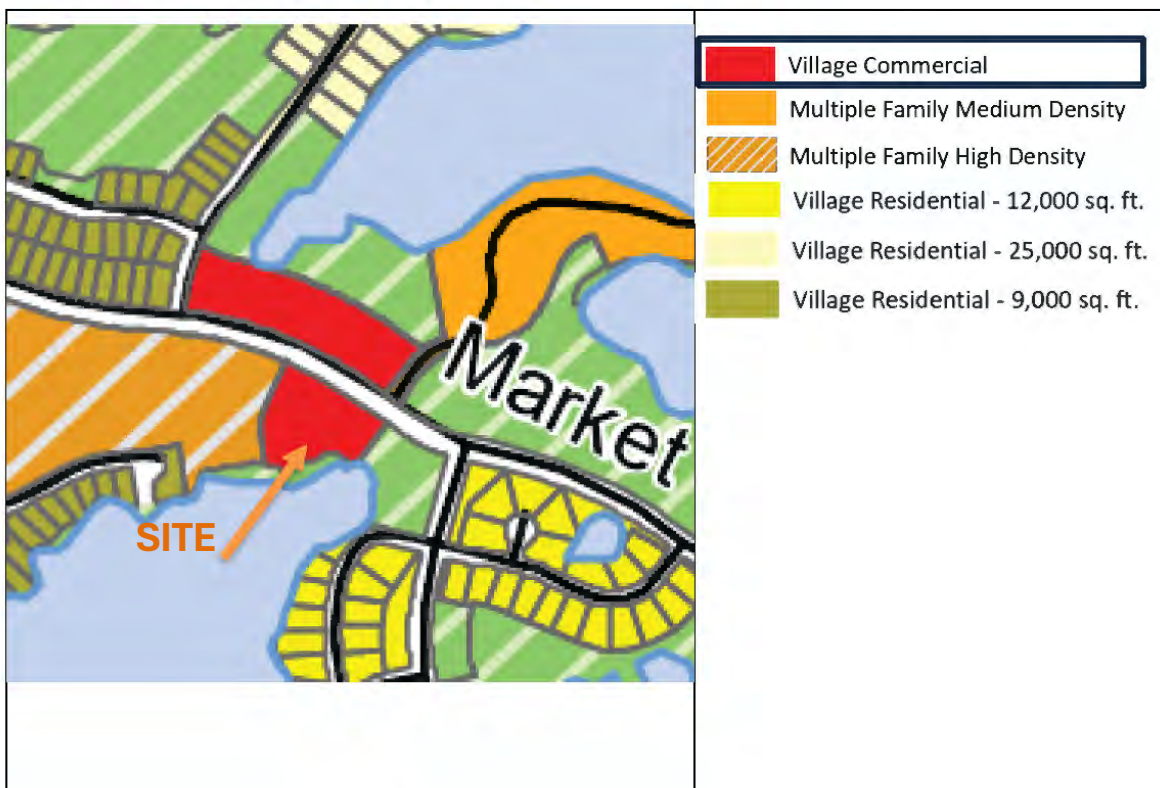 Village Commercial
Multiple Family Medium Density
Multiple Family High Density
Village Residential - 12,000 sq. ft.
Village Residential - 25,000 sq. ft.
Village Residential - 9,000 sq. ft.
Market
SITE